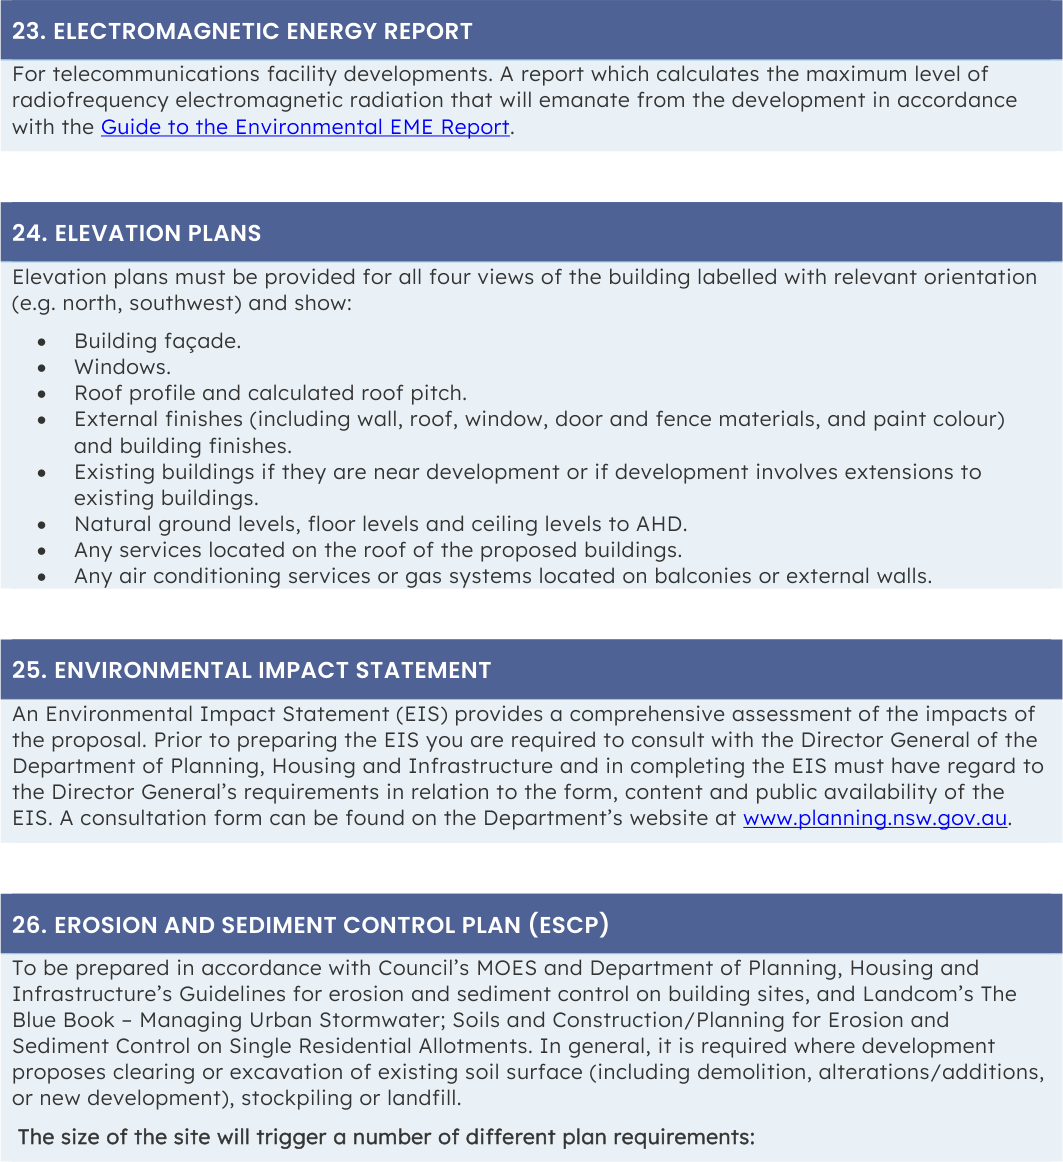 23. ELECTROMAGNETIC ENERGY REPORT
For telecommunications facility developments. A report which calculates the maximum level of
radiofrequency electromagnetic radiation that will emanate from the development in accordance
with the Guide to the Environmental EME Report.
24. ELEVATION PLANS
Elevation plans must be provided for all four views of the building labelled with relevant orientation
(e.g. north, southwest) and show:
• Building façade.
• Windows.
• Roof profile and calculated roof pitch.
• External finishes (including wall, roof, window, door and fence materials, and paint colour)
and building finishes.
• Existing buildings if they are near development or if development involves extensions to
existing buildings.
• Natural ground levels, floor levels and ceiling levels to AHD.
• Any services located on the roof of the proposed buildings.
• Any air conditioning services or gas systems located on balconies or external walls.
25. ENVIRONMENTAL IMPACT STATEMENT
An Environmental Impact Statement (EIS) provides a comprehensive assessment of the impacts of
the proposal. Prior to preparing the EIS you are required to consult with the Director General of the
Department of Planning, Housing and Infrastructure and in completing the EIS must have regard to
the Director General’s requirements in relation to the form, content and public availability of the
EIS. A consultation form can be found on the Department’s website at www.planning.nsw.gov.au.
26. EROSION AND SEDIMENT CONTROL PLAN (ESCP)
To be prepared in accordance with Council’s MOES and Department of Planning, Housing and
Infrastructure’s Guidelines for erosion and sediment control on building sites, and Landcom’s The
Blue Book – Managing Urban Stormwater; Soils and Construction/Planning for Erosion and
Sediment Control on Single Residential Allotments. In general, it is required where development
proposes clearing or excavation of existing soil surface (including demolition, alterations/additions,
or new development), stockpiling or landfill.
The size of the site will trigger a number of different plan requirements: